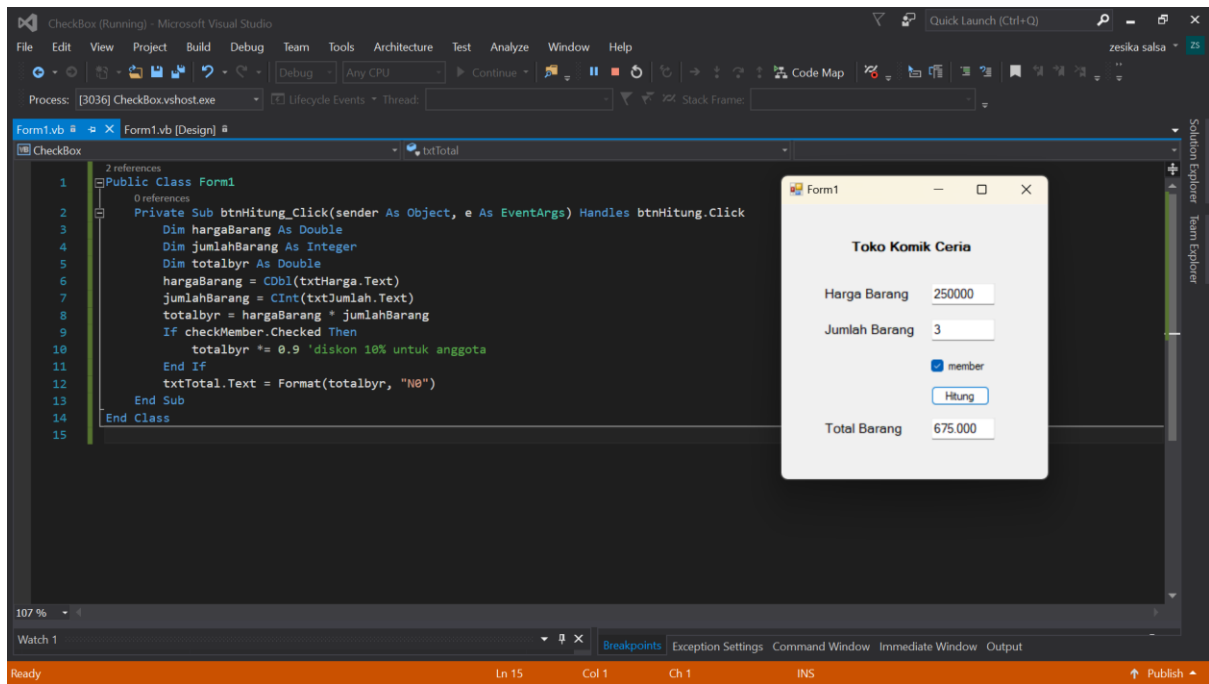 CheckBox (Running) - Microsoft Visual Studio
Quick Launch (Ctrl+Q)
File Edit View Project Build Debug Team Tools Architecture Test Analyze Window Help
zesika salsa ZS
Debug Any CPU Continue Code Map
Process: [3036] CheckBox.vshost.exe Lifecycle Events Thread: Stack Frame:
Form1.vb Form1.vb [Design]
VB CheckBox txtTotal
Solution Explorer
Team Explorer
2 references
1 Public Class Form1
0 references
2 Private Sub btnHitung_Click(sender As Object, e As EventArgs) Handles btnHitung.Click
3 Dim hargaBarang As Double
4 Dim jumlahBarang As Integer
5 Dim totalbyr As Double
6 hargaBarang = CDbl(txtHarga.Text)
7 jumlahBarang = CInt(txtJumlah.Text)
8 totalbyr = hargaBarang * jumlahBarang
9 If checkMember.Checked Then
10 totalbyr *= 0.9 'diskon 10% untuk anggota
11 End If
12 txtTotal.Text = Format(totalbyr, "N0")
13 End Sub
14 End Class
15
Form1
Toko Komik Ceria
Harga Barang 250000
Jumlah Barang 3
member
Hitung
Total Barang 675.000
107 %
Watch 1
Breakpoints Exception Settings Command Window Immediate Window Output
Ready Ln 15 Col 1 Ch 1 INS Publish